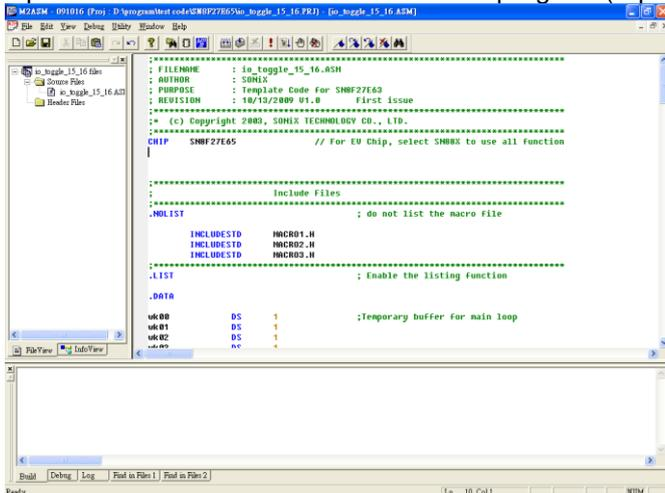 M2ASM - 091016 (Proj : D:\program\test code\SN8F27E65\io_toggle_15_16.PRJ) - [io_toggle_15_16.ASM]
File Edit View Debug Utility Window Help
io_toggle_15_16 files
Source Files
io_toggle_15_16.ASM
Header Files
FileView InfoView
;*****************************************************************************
; FILENAME : io_toggle_15_16.ASM
; AUTHOR : SONiX
; PURPOSE : Template Code for SN8F27E63
; REVISION : 10/13/2009 V1.0 First issue
;*****************************************************************************
;* (c) Copyright 2003, SONiX TECHNOLOGY CO., LTD.
;*****************************************************************************
CHIP SN8F27E65 // For EV Chip, select SN88X to use all function
;*****************************************************************************
; Include Files
;*****************************************************************************
.NOLIST ; do not list the macro file
INCLUDESTD MACRO1.H
INCLUDESTD MACRO2.H
INCLUDESTD MACRO3.H
;*****************************************************************************
.LIST ; Enable the listing function
.DATA
wk00 DS 1 ;Temporary buffer for main loop
wk01 DS 1
wk02 DS 1
Build Debug Log Find in Files 1 Find in Files 2
Ready
Ln 10, Col 1
NUM